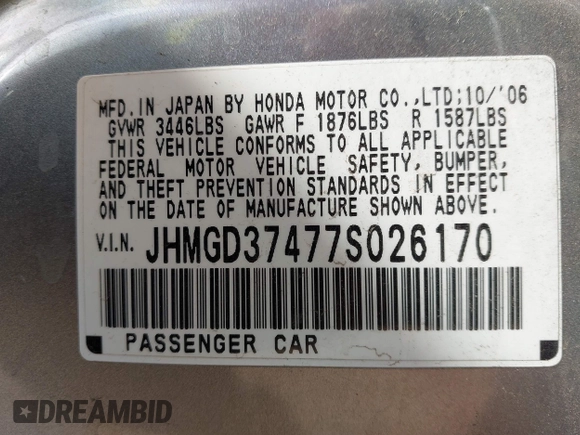 MFD.IN JAPAN BY HONDA MOTOR CO.,LTD;10/'06
GVWR 3446LBS GAWR F 1876LBS R 1587LBS
THIS VEHICLE CONFORMS TO ALL APPLICABLE
FEDERAL MOTOR VEHICLE SAFETY, BUMPER,
AND THEFT PREVENTION STANDARDS IN EFFECT
ON THE DATE OF MANUFACTURE SHOWN ABOVE.
V.I.N. JHMGD37477S026170
PASSENGER CAR
DREAMBID